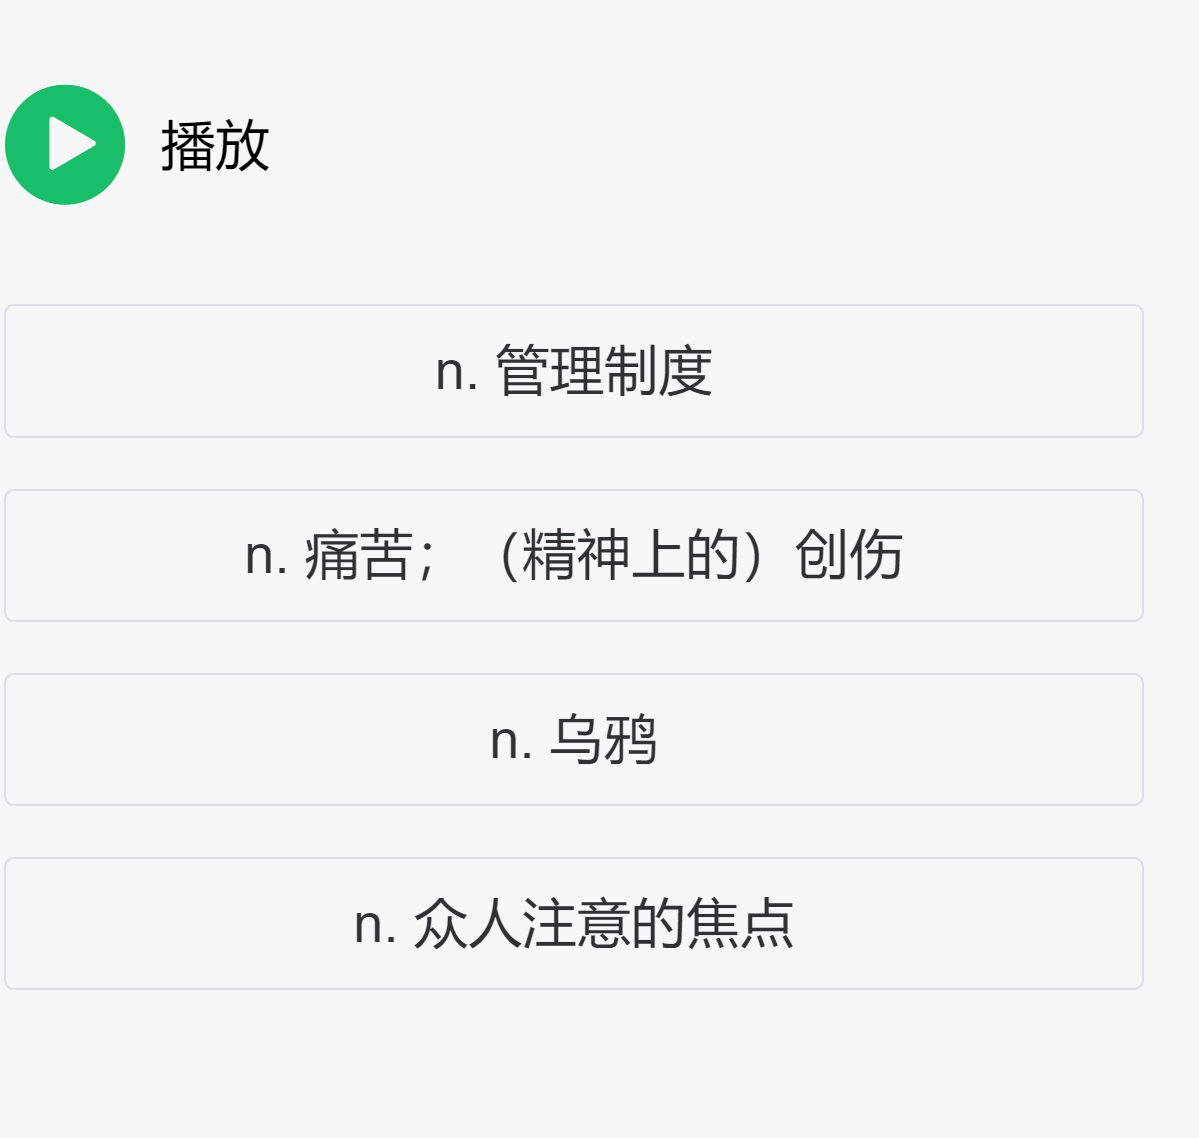 播放
n. 管理制度
n. 痛苦；（精神上的）创伤
n. 乌鸦
n. 众人注意的焦点